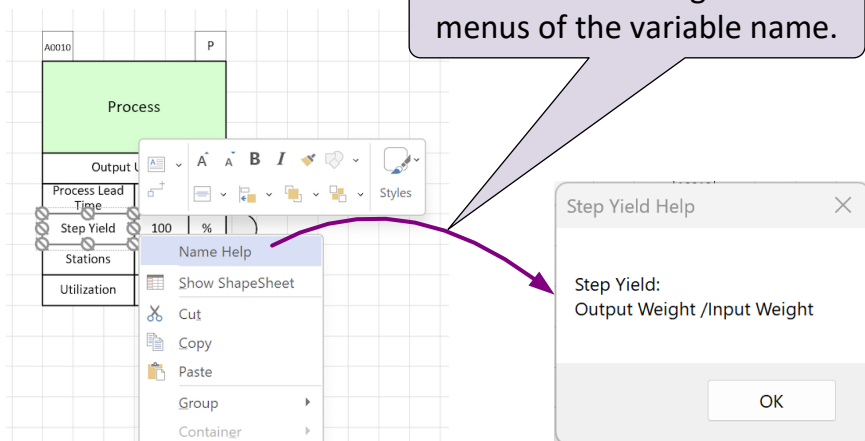 menus of the variable name.
A0010
P
Process
Output U
Process Lead
Time
Step Yield
100
%
Stations
Utilization
A A B I
Styles
Name Help
Show ShapeSheet
Cut
Copy
Paste
Group
Container
Step Yield Help
Step Yield:
Output Weight /Input Weight
OK